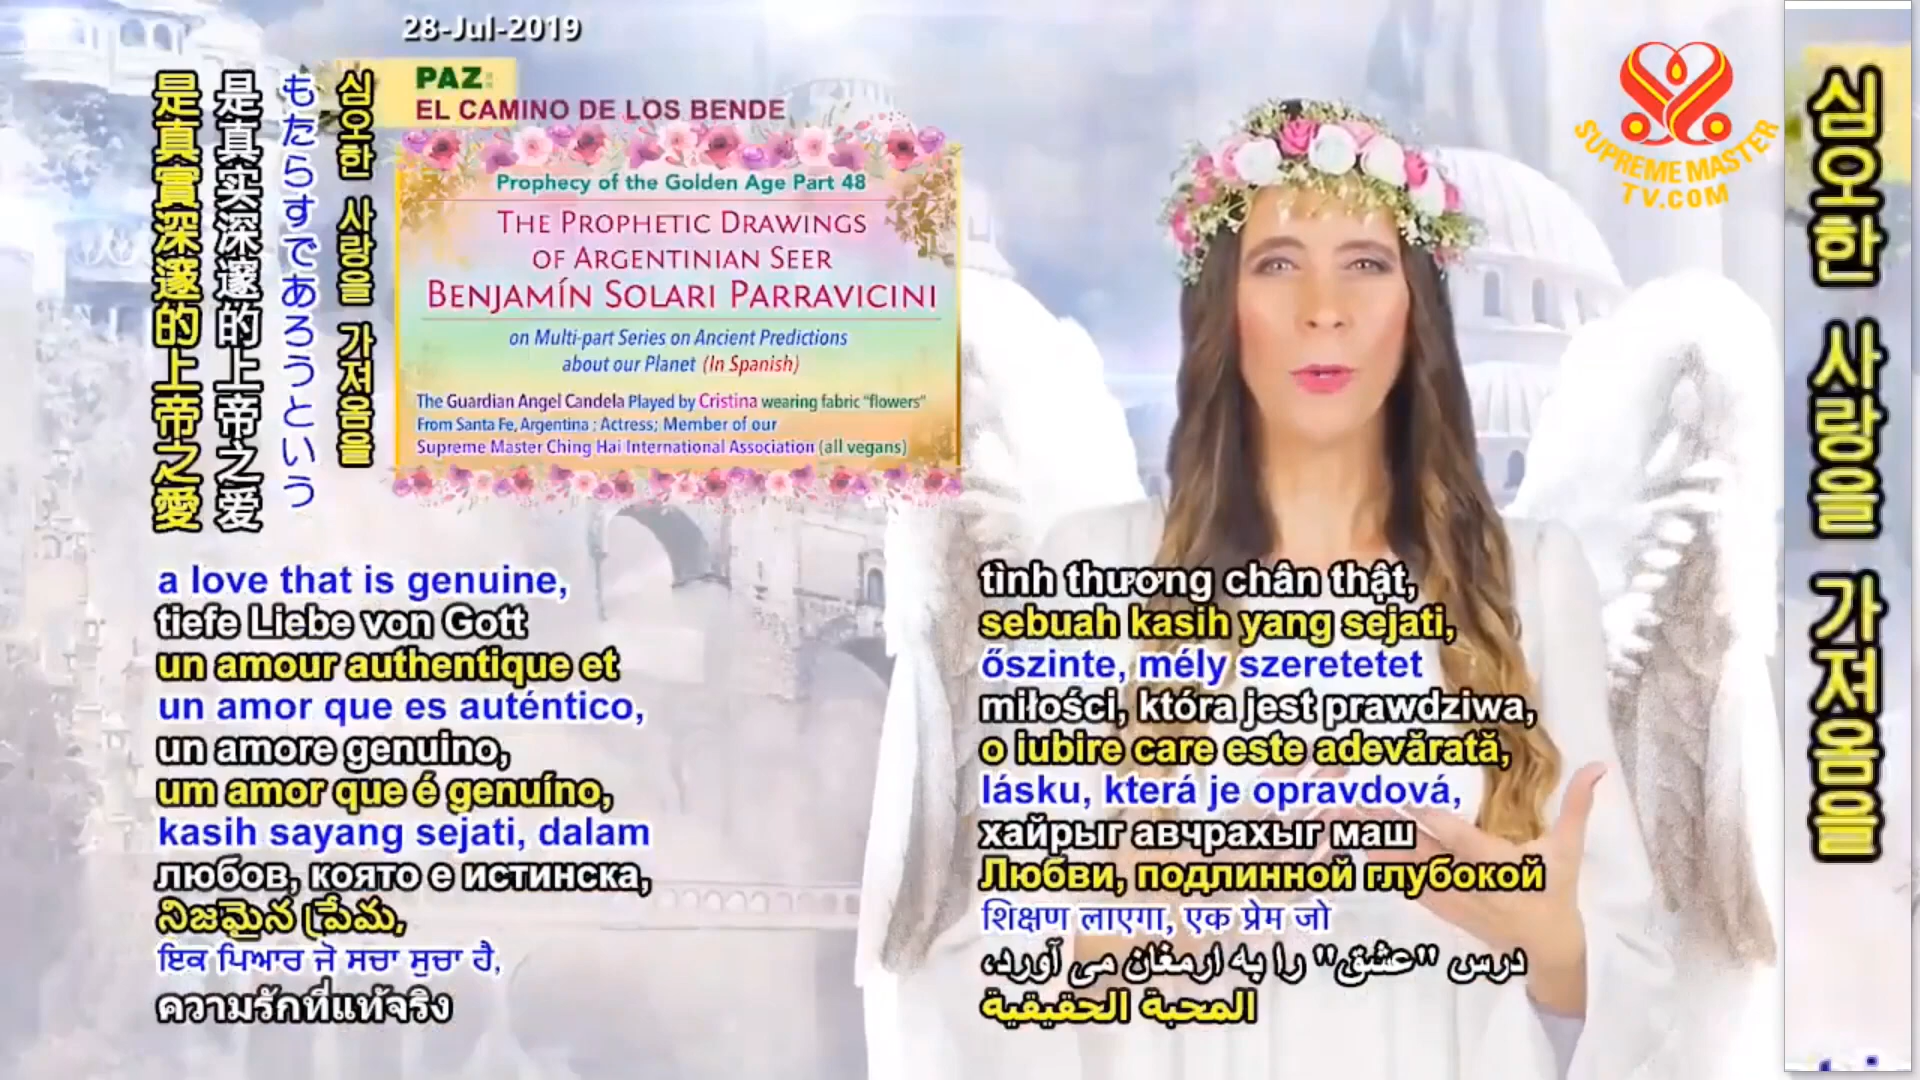 28-Jul-2019
PAZ:
EL CAMINO DE LOS BENDE
Prophecy of the Golden Age Part 48
THE PROPHETIC DRAWINGS
OF ARGENTINIAN SEER
BENJAMÍN SOLARI PARRAVICINI
on Multi-part Series on Ancient Predictions
about our Planet (In Spanish)
The Guardian Angel Candela Played by Cristina wearing fabric "flowers"
From Santa Fe, Argentina ; Actress; Member of our
Supreme Master Ching Hai International Association (all vegans)
SUPREME MASTER
TV.COM
是真實深邃的上帝之愛
是真实深邃的上帝之爱
もたらすであろうという
심오한 사랑을 가져옴을
a love that is genuine,
tiefe Liebe von Gott
un amour authentique et
un amor que es auténtico,
un amore genuino,
um amor que é genuíno,
kasih sayang sejati, dalam
любов, която е истинска,
నిజమైన ప్రేమ,
ਇਕ ਪਿਆਰ ਜੋ ਸਚਾ ਸੁਚਾ ਹੈ,
ความรักที่แท้จริง
tình thương chân thật,
sebuah kasih yang sejati,
őszinte, mély szeretetet
miłości, która jest prawdziwa,
o iubire care este adevărată,
lásku, která je opravdová,
хайрыг авчрахыг маш
Любви, подлинной глубокой
शिक्षण लाएगा, एक प्रेम जो
درس "عشق" را به ارمغان می آورد،
المحبة الحقيقية
심오한 사랑을 가져옴을